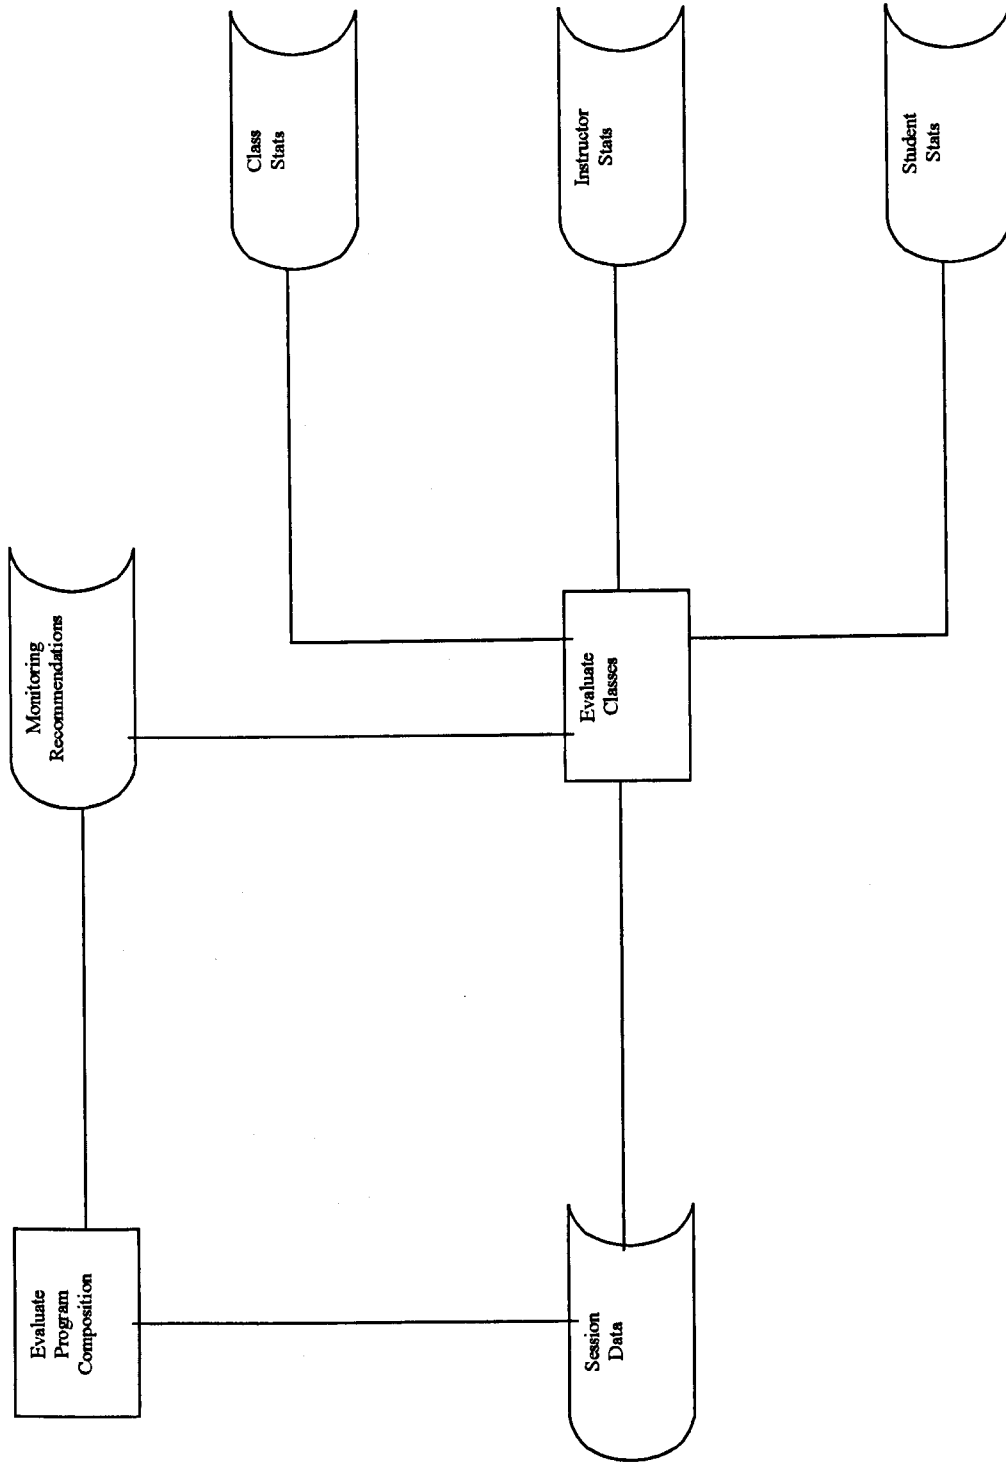 Evaluate
Program
Composition
Monitoring
Recommendations
Session
Data
Evaluate
Classes
Class
Stats
Instructor
Stats
Student
Stats